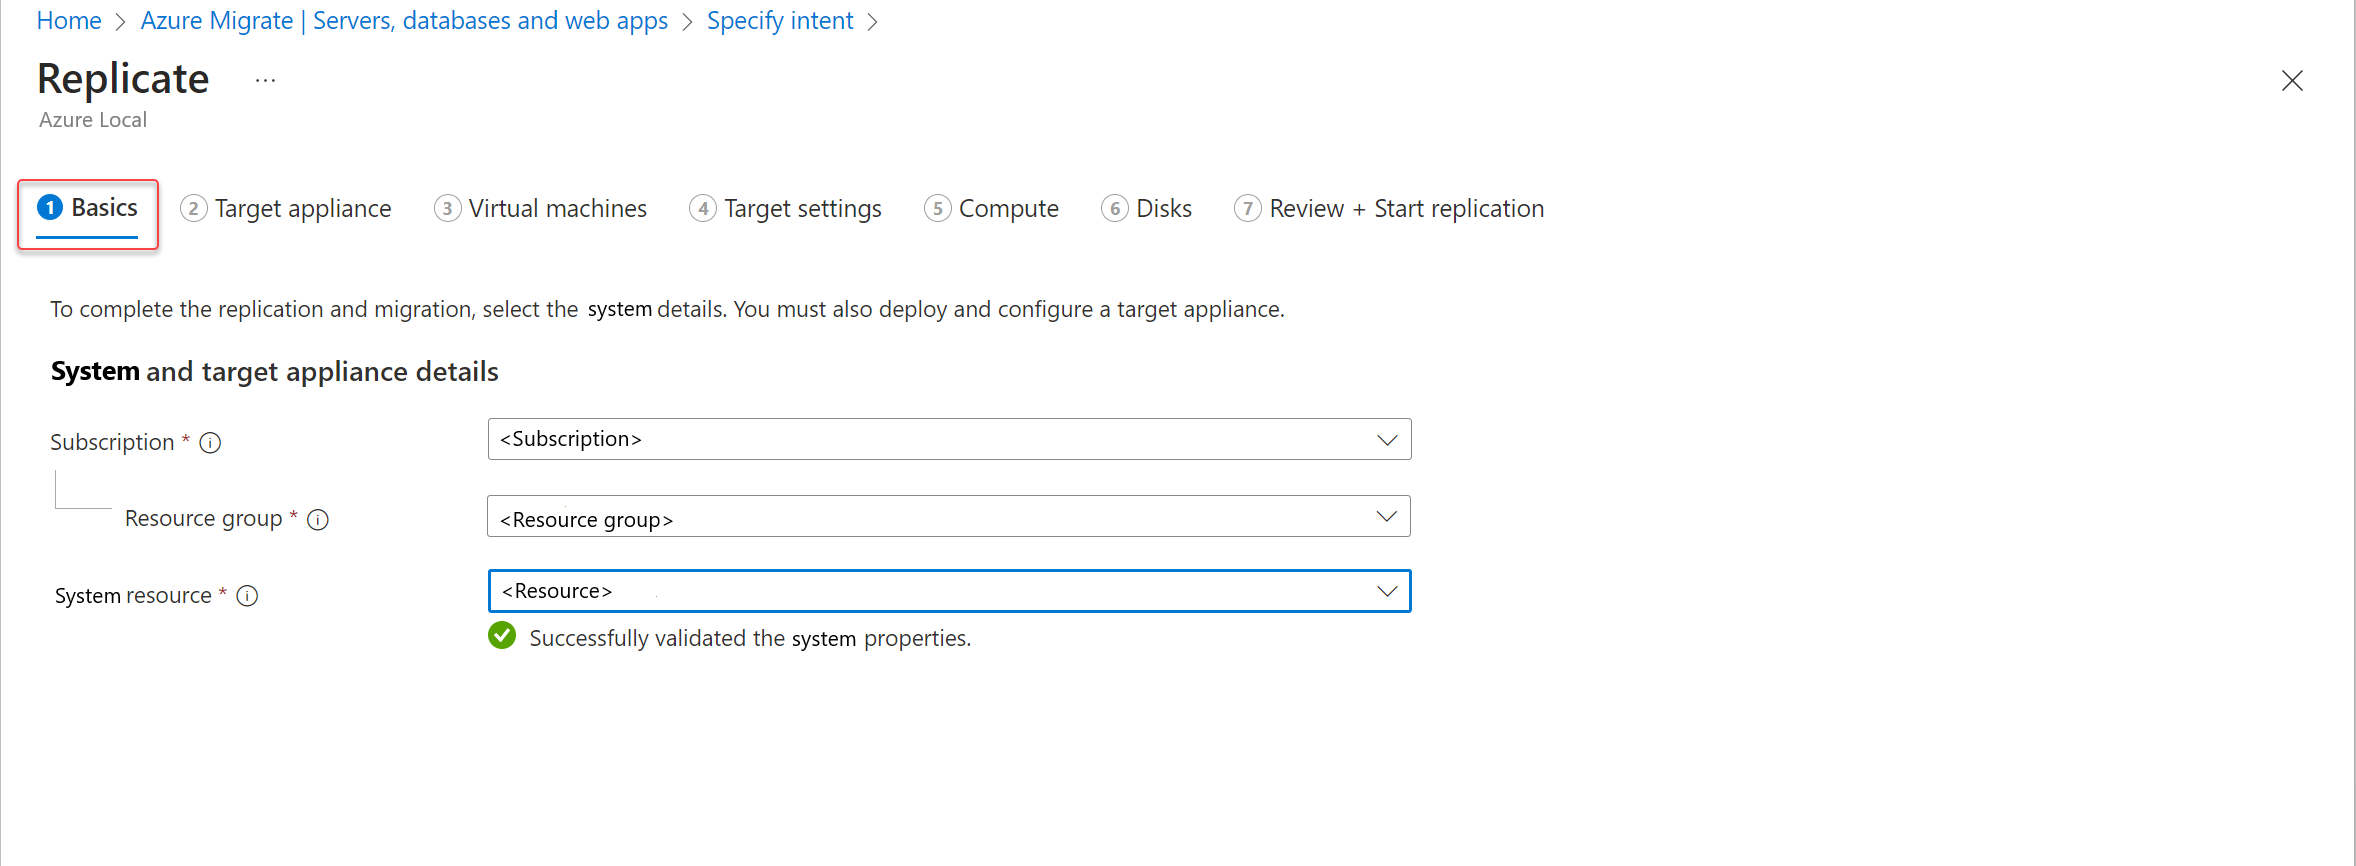 Home > Azure Migrate | Servers, databases and web apps > Specify intent >
Replicate ...
Azure Local
1 Basics 2 Target appliance 3 Virtual machines 4 Target settings 5 Compute 6 Disks 7 Review + Start replication
To complete the replication and migration, select the system details. You must also deploy and configure a target appliance.
System and target appliance details
Subscription * <Subscription>
Resource group * <Resource group>
System resource * <Resource>
Successfully validated the system properties.